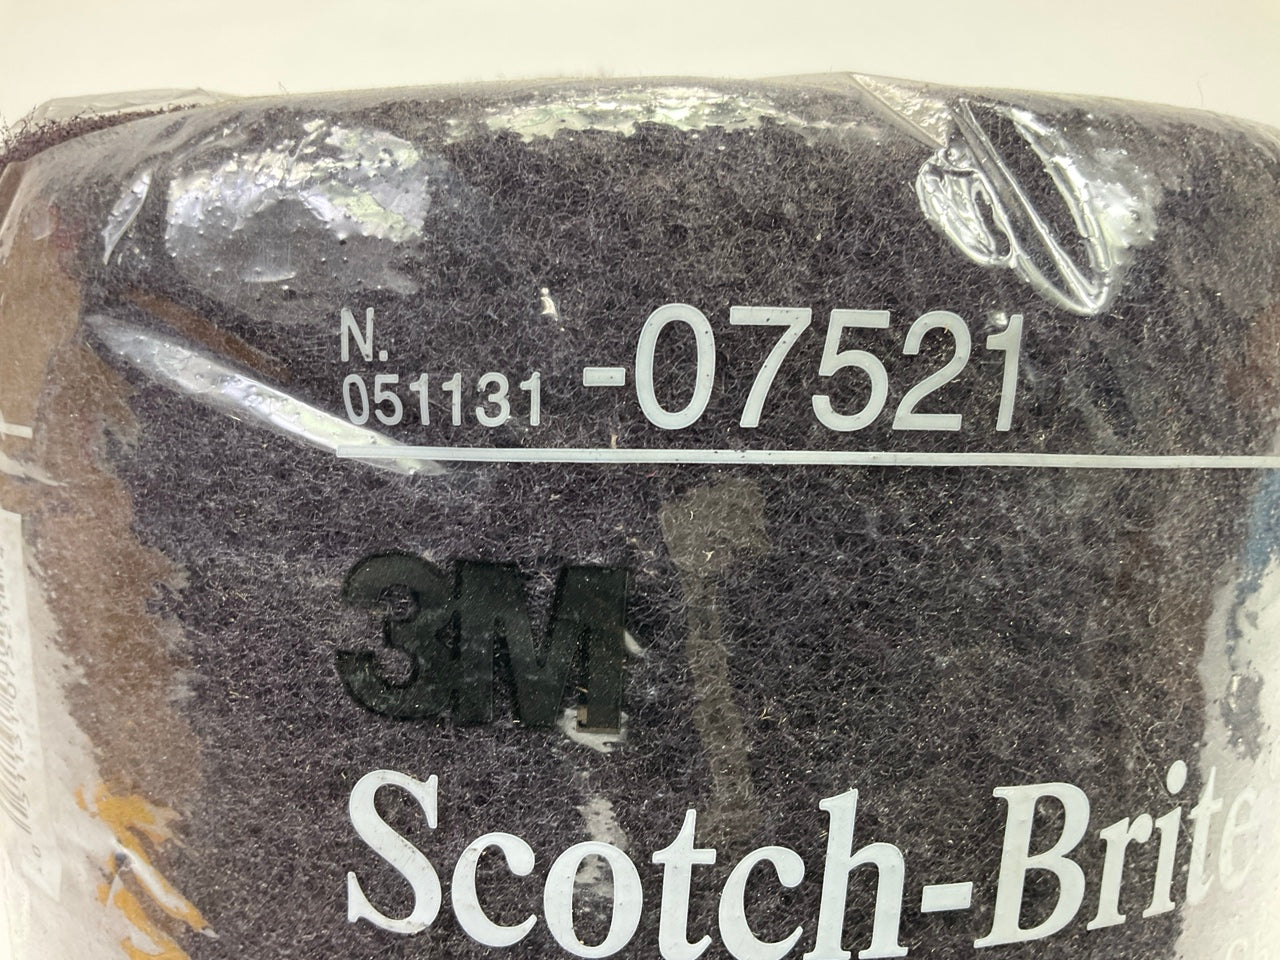 N.
051131 -07521
3M
Scotch-Brite